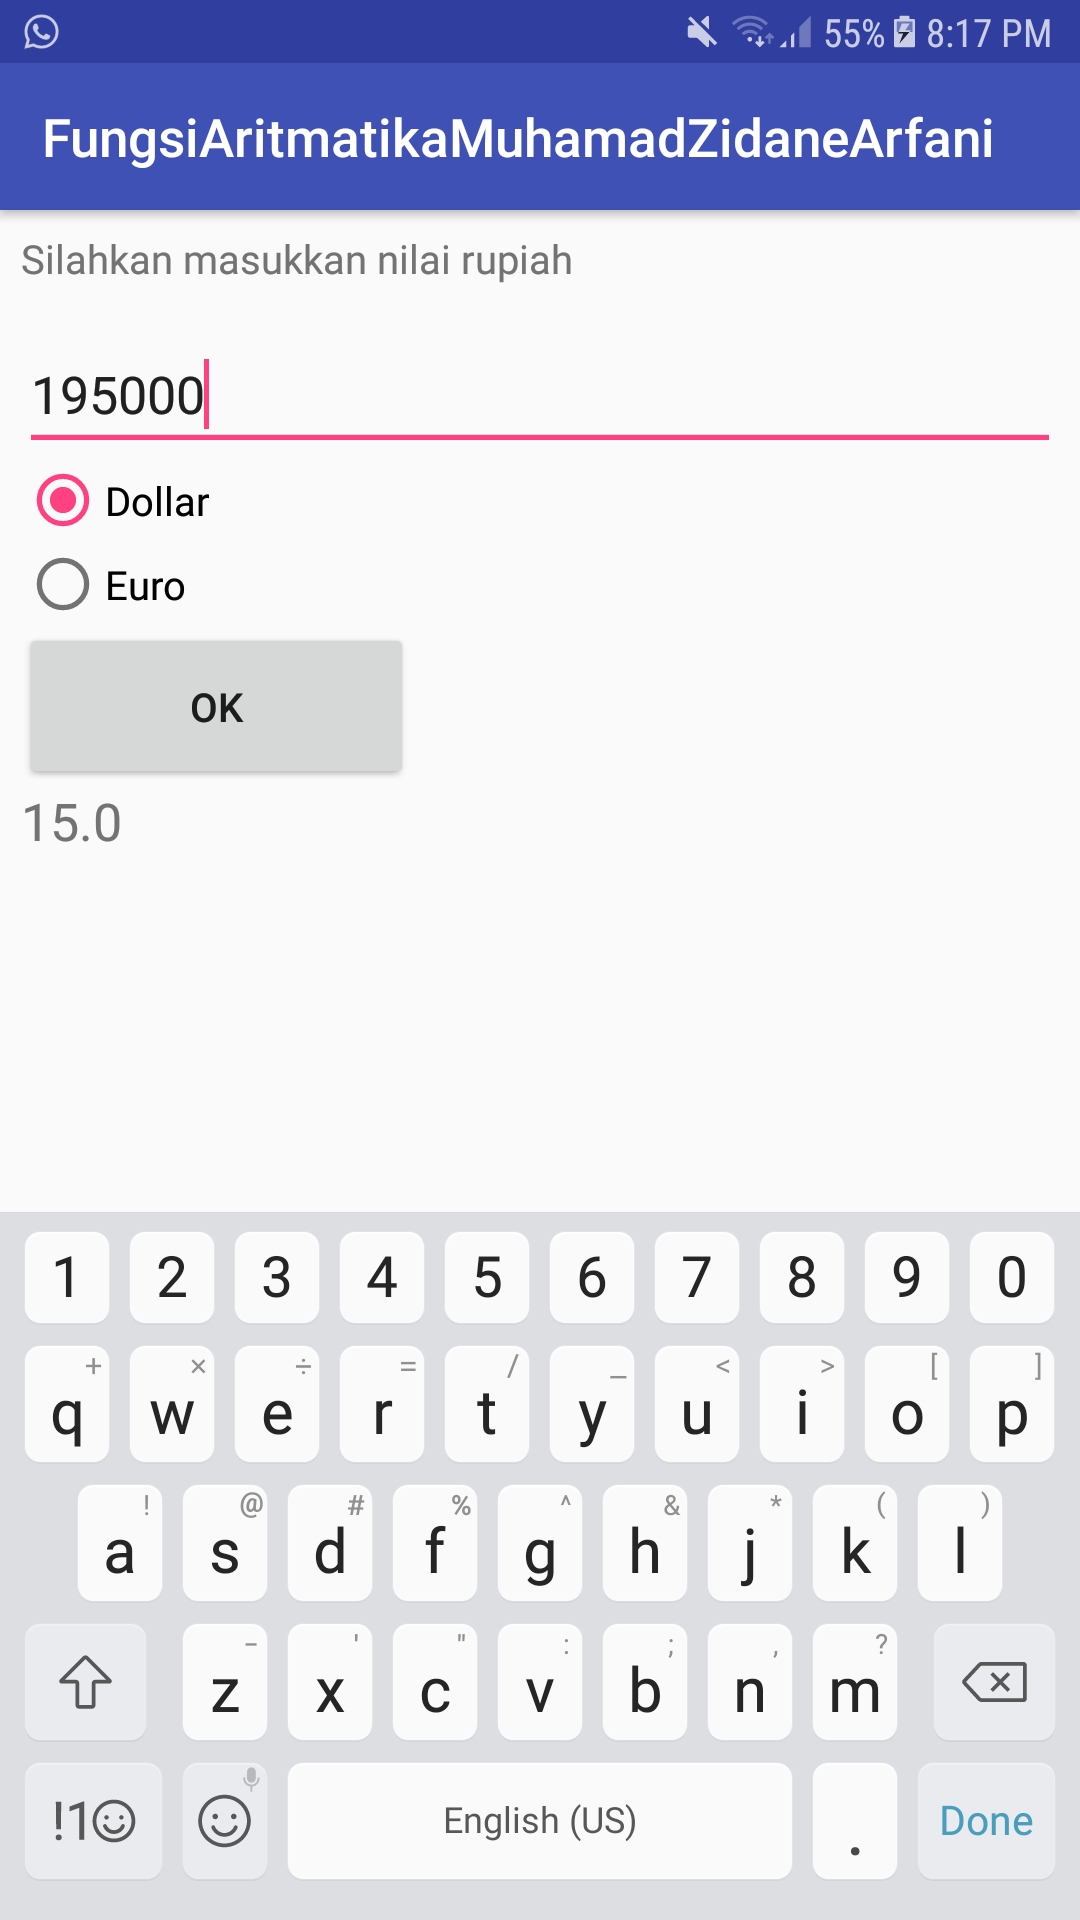 55% 8:17 PM
FungsiAritmatikaMuhamadZidaneArfani
Silahkan masukkan nilai rupiah
195000
Dollar
Euro
OK
15.0
1 2 3 4 5 6 7 8 9 0
+ × ÷ = / _ < > [ ]
q w e r t y u i o p
! @ # % ^ & * ( )
a s d f g h j k l
- ' " : ; , ?
z x c v b n m
!1☺ English (US) . Done